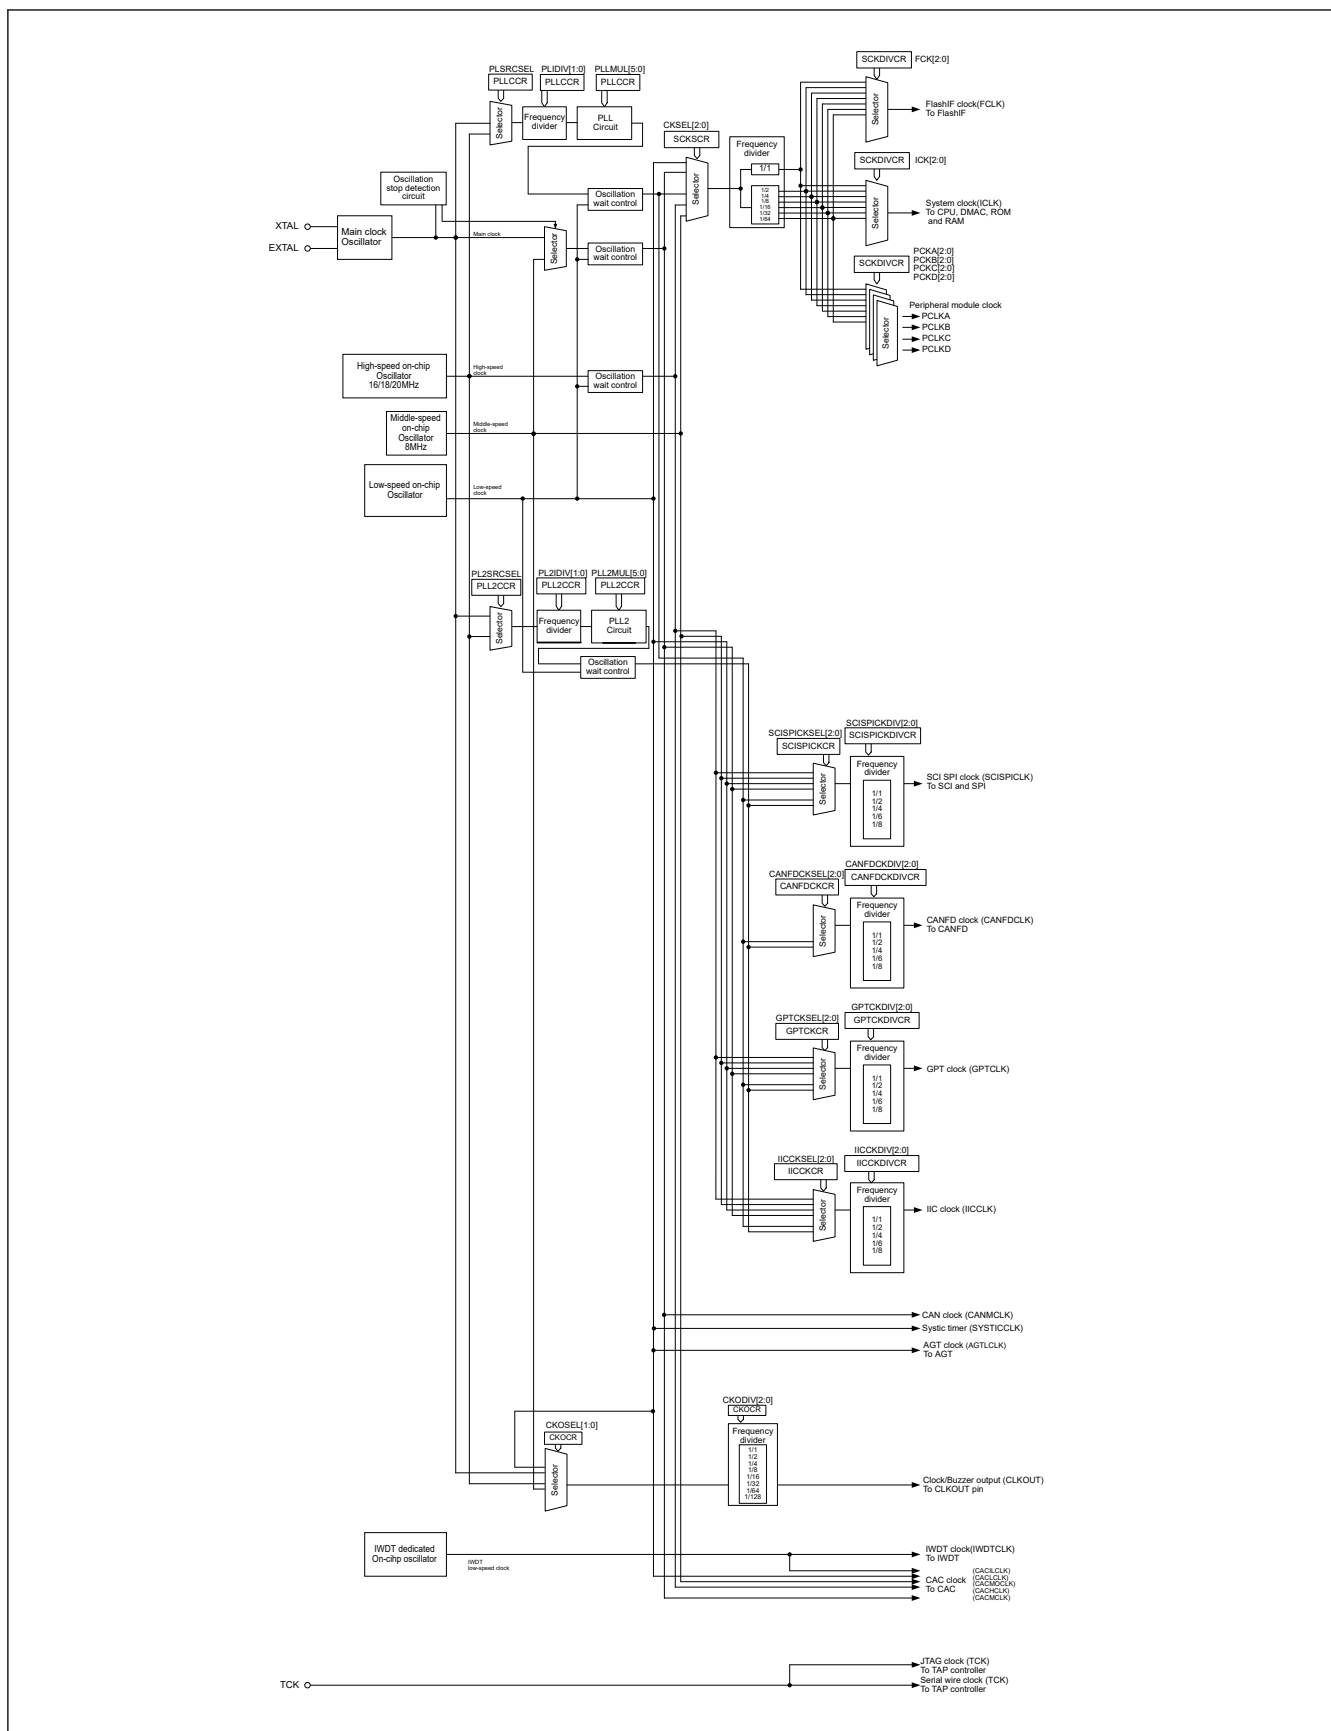 PLSRCSEL
PLLCCR
PLIDIV[1:0]
PLLCCR
PLLMUL[5:0]
PLLCCR
Selector
Frequency
divider
PLL
Circuit
SCKDIVCR
FCK[2:0]
Selector
FlashIF clock(FCLK)
To FlashIF
CKSEL[2:0]
SCKSCR
Selector
Frequency
divider
1/1
1/2
1/4
1/8
1/16
1/32
1/64
SCKDIVCR
ICK[2:0]
Selector
System clock(ICLK)
To CPU, DMAC, ROM
and RAM
Oscillation
stop detection
circuit
Oscillation
wait control
XTAL
EXTAL
Main clock
Oscillator
Main clock
Selector
Oscillation
wait control
SCKDIVCR
PCKA[2:0]
PCKB[2:0]
PCKC[2:0]
PCKD[2:0]
Selector
Peripheral module clock
PCLKA
PCLKB
PCLKC
PCLKD
High-speed on-chip
Oscillator
16/18/20MHz
High-speed
clock
Oscillation
wait control
Middle-speed
on-chip
Oscillator
8MHz
Middle-speed
clock
Low-speed on-chip
Oscillator
Low-speed
clock
PL2SRCSEL
PLL2CCR
PL2IDIV[1:0]
PLL2CCR
PLL2MUL[5:0]
PLL2CCR
Selector
Frequency
divider
PLL2
Circuit
Oscillation
wait control
SCISPICKSEL[2:0]
SCISPICKCR
SCISPICKDIV[2:0]
SCISPICKDIVCR
Selector
Frequency
divider
1/1
1/2
1/4
1/6
1/8
SCI SPI clock (SCISPICLK)
To SCI and SPI
CANFDCKSEL[2:0]
CANFDCKCR
CANFDCKDIV[2:0]
CANFDCKDIVCR
Selector
Frequency
divider
1/1
1/2
1/4
1/6
1/8
CANFD clock (CANFDCLK)
To CANFD
GPTCKSEL[2:0]
GPTCKCR
GPTCKDIV[2:0]
GPTCKDIVCR
Selector
Frequency
divider
1/1
1/2
1/4
1/6
1/8
GPT clock (GPTCLK)
IICCKSEL[2:0]
IICCKCR
IICCKDIV[2:0]
IICCKDIVCR
Selector
Frequency
divider
1/1
1/2
1/4
1/6
1/8
IIC clock (IICCLK)
CAN clock (CANMCLK)
Systic timer (SYSTICCLK)
AGT clock (AGTLCLK)
To AGT
CKOSEL[1:0]
CKOCR
Selector
CKODIV[2:0]
CKOCR
Frequency
divider
1/1
1/2
1/4
1/8
1/16
1/32
1/64
1/128
Clock/Buzzer output (CLKOUT)
To CLKOUT pin
IWDT dedicated
On-cihp oscillator
IWDT
low-speed clock
IWDT clock(IWDTCLK)
To IWDT
CAC clock
To CAC
(CACILCLK)
(CACLCLK)
(CACMOCLK)
(CACHCLK)
(CACMCLK)
TCK
JTAG clock (TCK)
To TAP controller
Serial wire clock (TCK)
To TAP controller